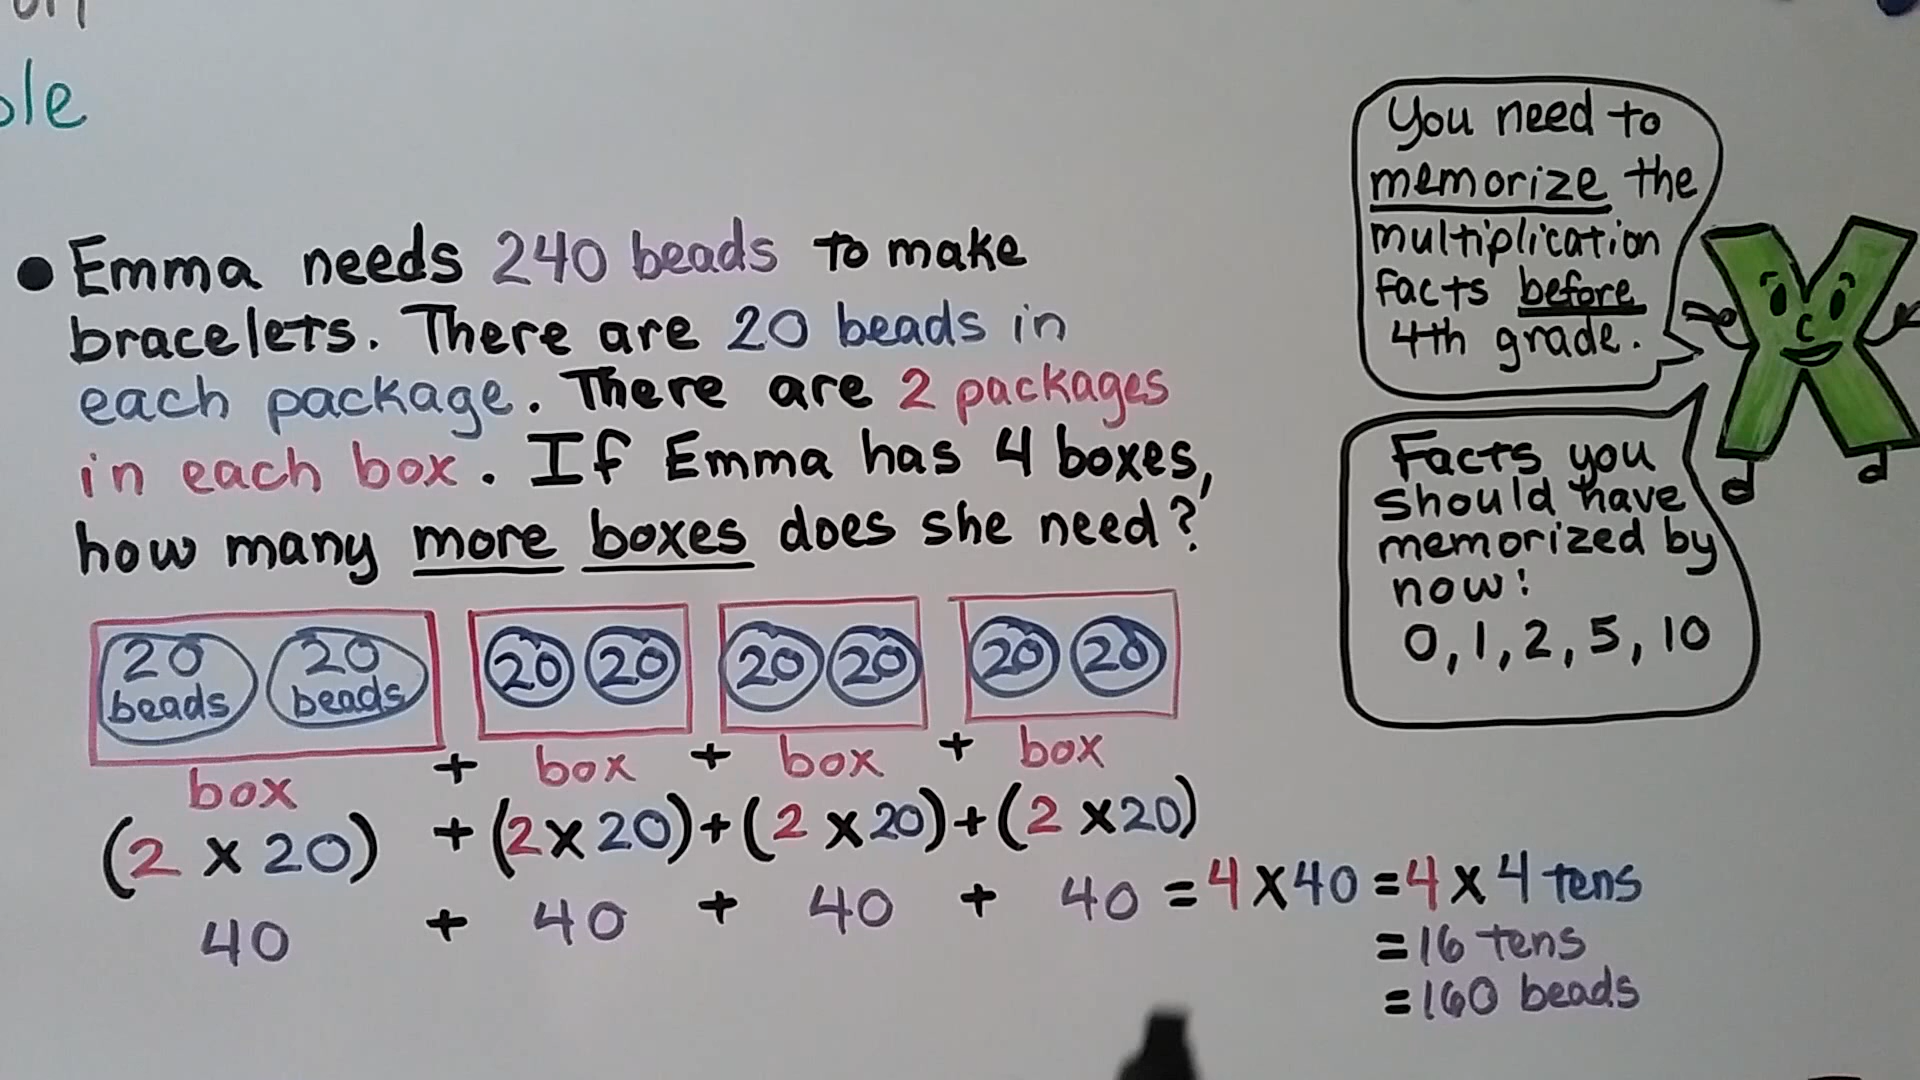 ole
• Emma needs 240 beads to make
bracelets. There are 20 beads in
each package. There are 2 packages
in each box. If Emma has 4 boxes,
how many more boxes does she need?
20 beads 20 beads 20 20 20 20 20 20
box + box + box + box
(2 x 20) + (2 x 20) + (2 x 20) + (2 x 20)
40 + 40 + 40 + 40 = 4 x 40 = 4 x 4 tens
= 16 tens
= 160 beads
You need to
memorize the
multiplication
facts before
4th grade.
Facts you
should have
memorized by
now:
0, 1, 2, 5, 10